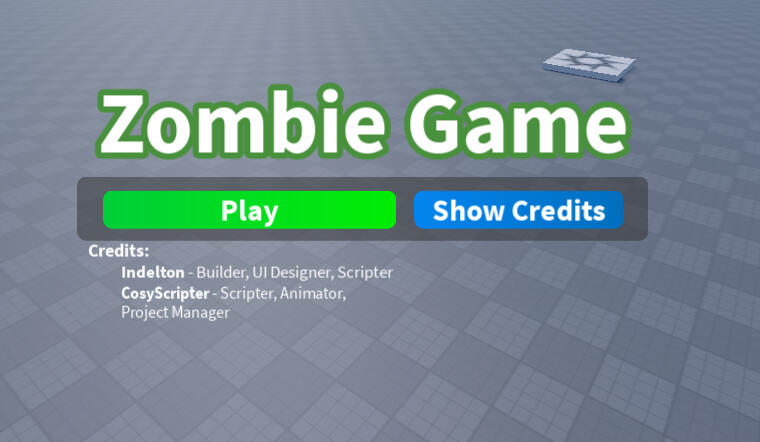 Zombie Game
Play
Show Credits
Credits:
Indelton - Builder, UI Designer, Scripter
CosyScripter - Scripter, Animator,
Project Manager